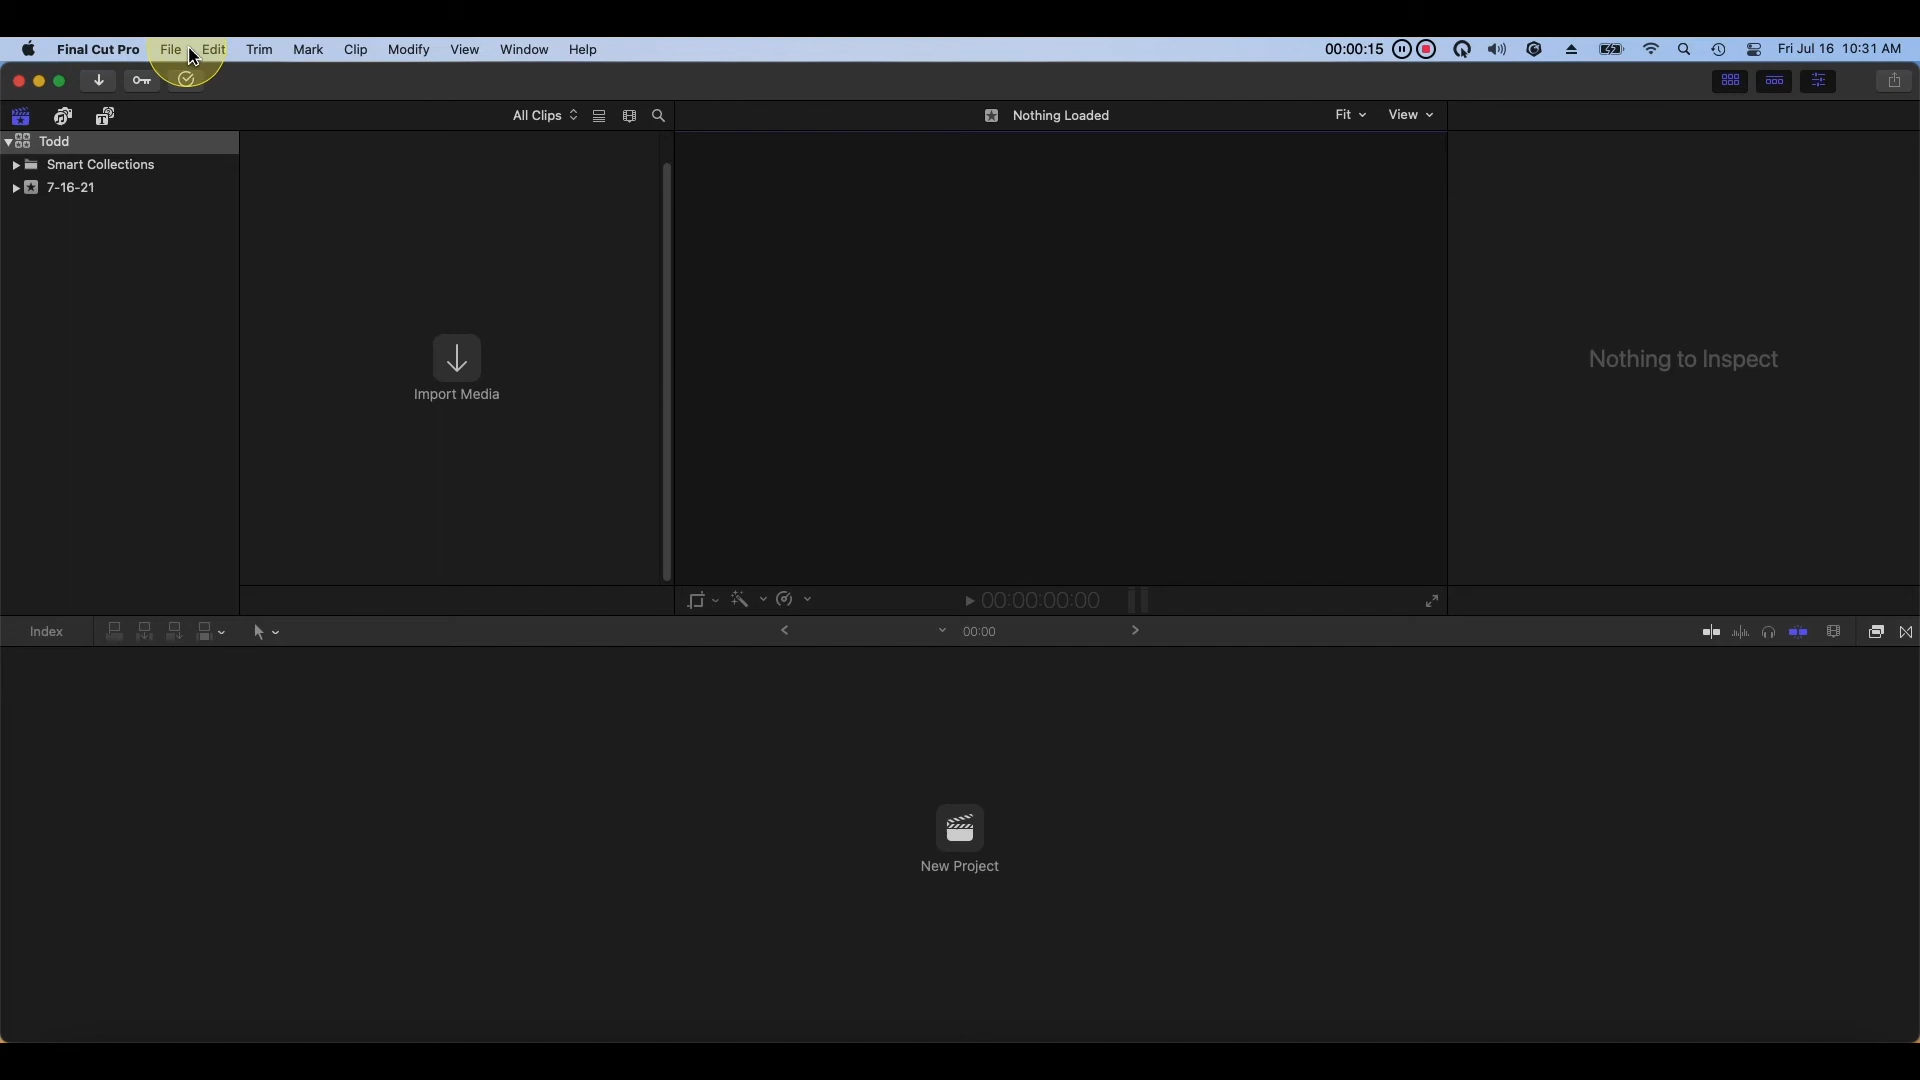 Final Cut Pro File Edit Trim Mark Clip Modify View Window Help 00:00:15 Fri Jul 16 10:31 AM
All Clips Nothing Loaded Fit View
Todd
Smart Collections
7-16-21
Import Media
Nothing to Inspect
00:00:00:00
Index 00:00
New Project